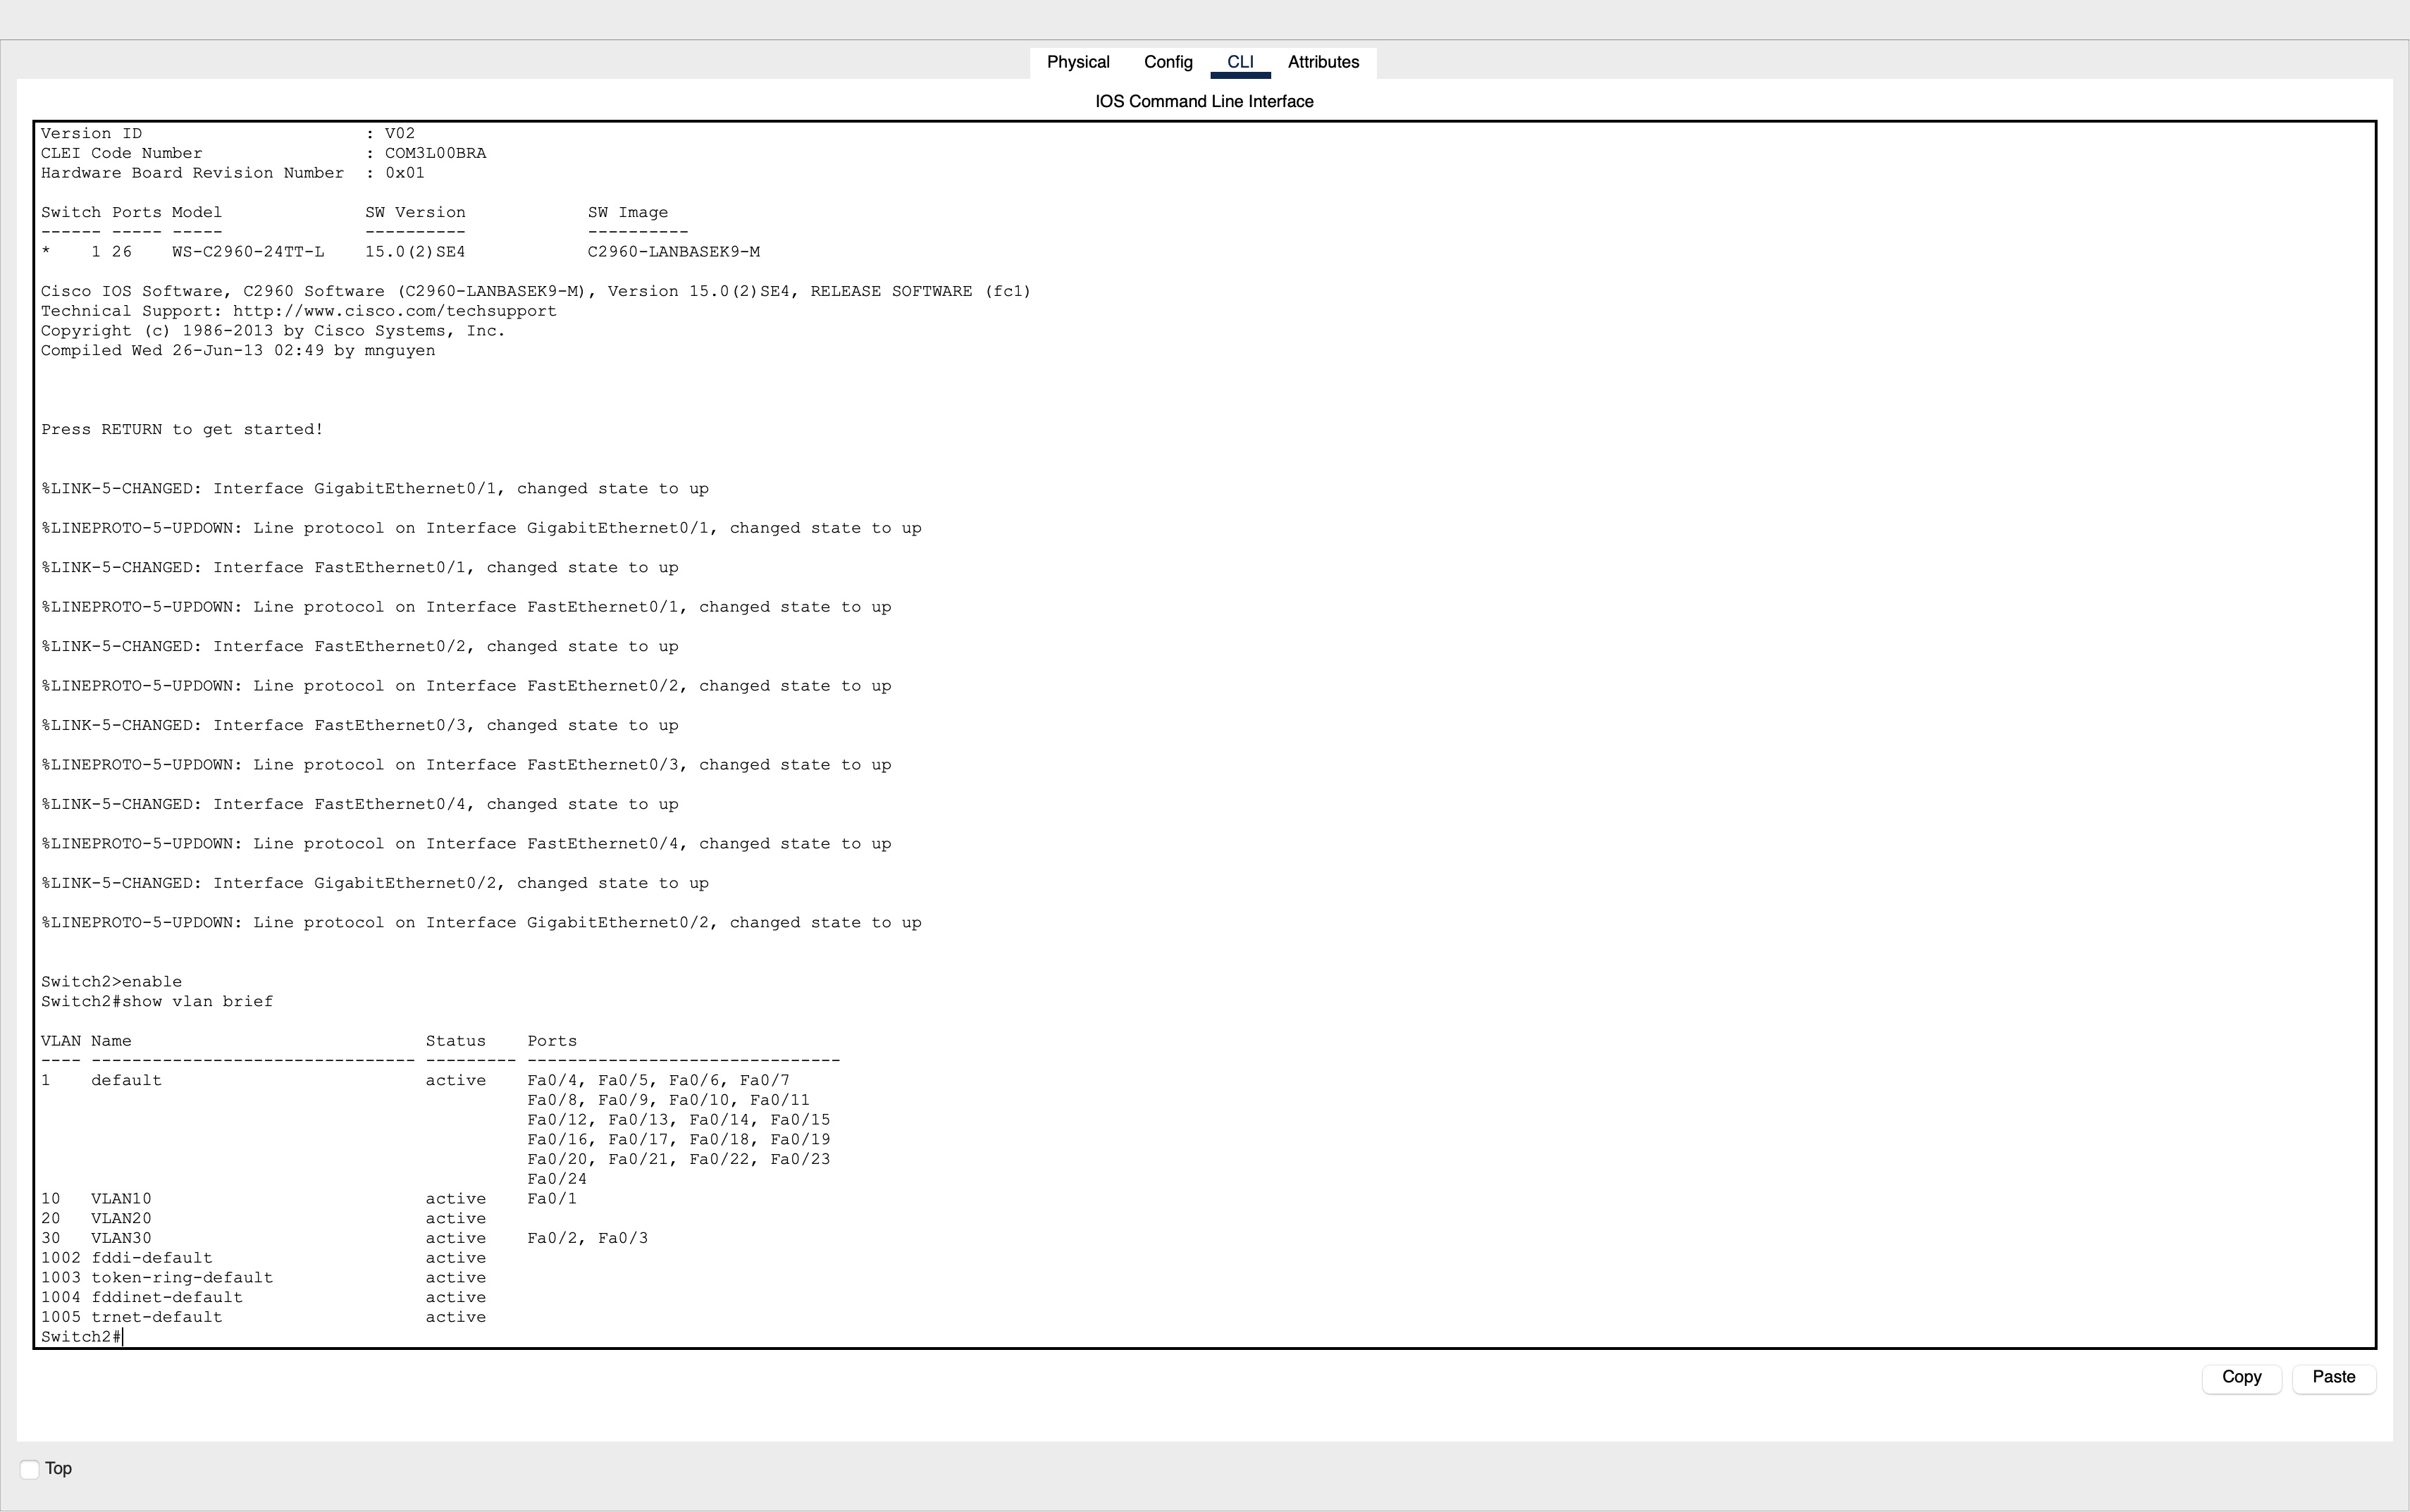 Physical Config CLI Attributes
IOS Command Line Interface
Version ID                      : V02
CLEI Code Number                : COM3L00BRA
Hardware Board Revision Number  : 0x01
Switch Ports Model              SW Version            SW Image
------ ----- -----              ----------            ----------
*    1 26    WS-C2960-24TT-L    15.0(2)SE4            C2960-LANBASEK9-M
Cisco IOS Software, C2960 Software (C2960-LANBASEK9-M), Version 15.0(2)SE4, RELEASE SOFTWARE (fc1)
Technical Support: http://www.cisco.com/techsupport
Copyright (c) 1986-2013 by Cisco Systems, Inc.
Compiled Wed 26-Jun-13 02:49 by mnguyen
Press RETURN to get started!
%LINK-5-CHANGED: Interface GigabitEthernet0/1, changed state to up
%LINEPROTO-5-UPDOWN: Line protocol on Interface GigabitEthernet0/1, changed state to up
%LINK-5-CHANGED: Interface FastEthernet0/1, changed state to up
%LINEPROTO-5-UPDOWN: Line protocol on Interface FastEthernet0/1, changed state to up
%LINK-5-CHANGED: Interface FastEthernet0/2, changed state to up
%LINEPROTO-5-UPDOWN: Line protocol on Interface FastEthernet0/2, changed state to up
%LINK-5-CHANGED: Interface FastEthernet0/3, changed state to up
%LINEPROTO-5-UPDOWN: Line protocol on Interface FastEthernet0/3, changed state to up
%LINK-5-CHANGED: Interface FastEthernet0/4, changed state to up
%LINEPROTO-5-UPDOWN: Line protocol on Interface FastEthernet0/4, changed state to up
%LINK-5-CHANGED: Interface GigabitEthernet0/2, changed state to up
%LINEPROTO-5-UPDOWN: Line protocol on Interface GigabitEthernet0/2, changed state to up
Switch2>enable
Switch2#show vlan brief
VLAN Name                             Status    Ports
---- -------------------------------- --------- -------------------------------
1    default                          active    Fa0/4, Fa0/5, Fa0/6, Fa0/7
                                                Fa0/8, Fa0/9, Fa0/10, Fa0/11
                                                Fa0/12, Fa0/13, Fa0/14, Fa0/15
                                                Fa0/16, Fa0/17, Fa0/18, Fa0/19
                                                Fa0/20, Fa0/21, Fa0/22, Fa0/23
                                                Fa0/24
10   VLAN10                           active    Fa0/1
20   VLAN20                           active
30   VLAN30                           active    Fa0/2, Fa0/3
1002 fddi-default                     active
1003 token-ring-default               active
1004 fddinet-default                  active
1005 trnet-default                    active
Switch2#
Copy Paste
Top